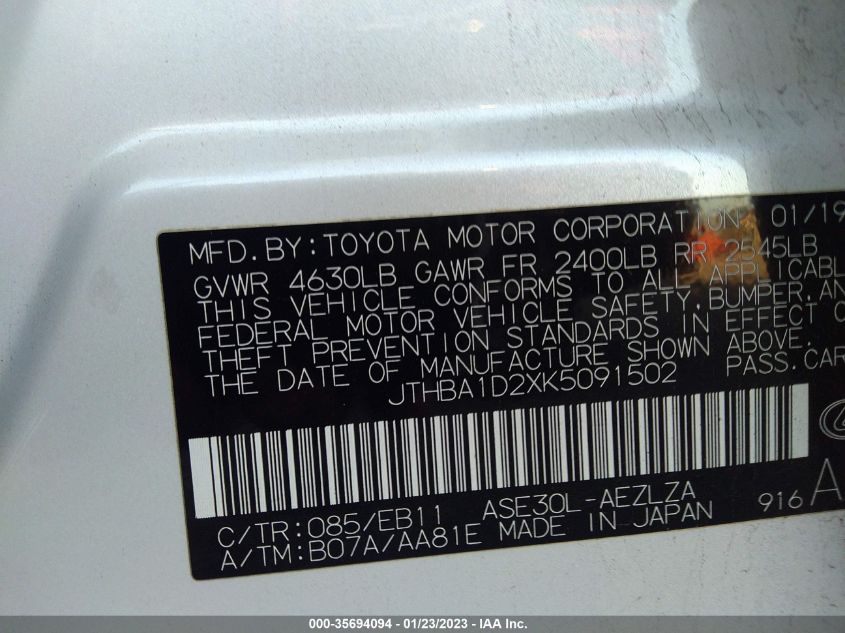 MFD.BY:TOYOTA MOTOR CORPORATION 01/19
GVWR 4630LB GAWR FR 2400LB RR 2545LB
THIS VEHICLE CONFORMS TO ALL APPLICABL
FEDERAL MOTOR VEHICLE SAFETY,BUMPER,AN
THEFT PREVENTION STANDARDS IN EFFECT O
THE DATE OF MANUFACTURE SHOWN ABOVE.
JTHBA1D2XK5091502 PASS.CAR
C/TR:085/EB11 ASE30L-AEZLZA 916 A
A/TM:B07A/AA81E MADE IN JAPAN
000-35694094 - 01/23/2023 - IAA Inc.